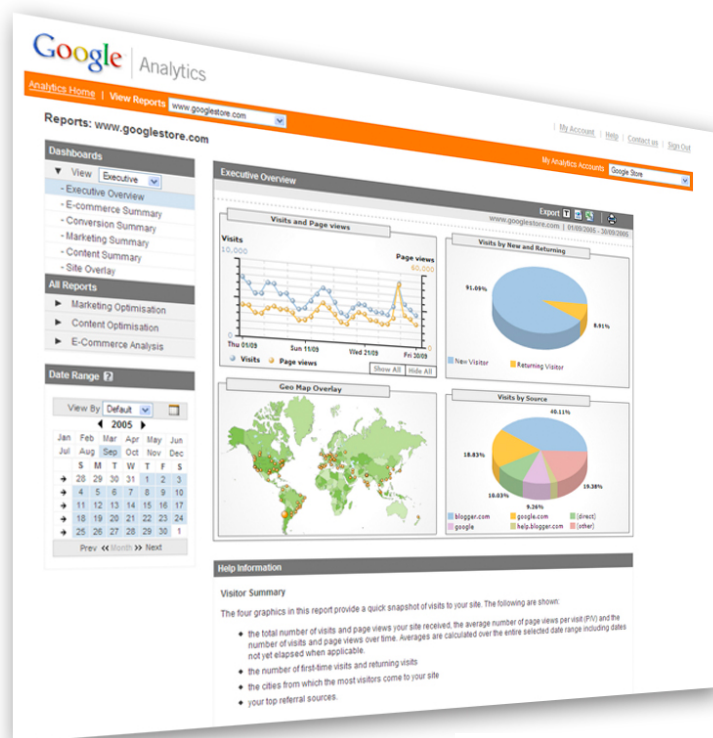 Google | Analytics
Analytics Home | View Reports www.googlestore.com
| My Account | Help | Contact us | Sign Out
My Analytics Accounts Google Store
Reports: www.googlestore.com
Dashboards
View Executive
- Executive Overview
- E-commerce Summary
- Conversion Summary
- Marketing Summary
- Content Summary
- Site Overlay
All Reports
Marketing Optimisation
Content Optimisation
E-Commerce Analysis
Date Range ?
View By Default
2005
Jan Feb Mar Apr May Jun
Jul Aug Sep Oct Nov Dec
S M T W T F S
28 29 30 31 1 2 3
4 5 6 7 8 9 10
11 12 13 14 15 16 17
18 19 20 21 22 23 24
25 26 27 28 29 30 1
Prev << Month >> Next
Executive Overview
Export T
www.googlestore.com | 01/09/2005 - 30/09/2005
Visits and Page views
Visits
10,000
Page views
60,000
0
0
Thu 01/09 Sun 11/09 Wed 21/09 Fri 30/09
Visits Page views
Show All Hide All
Visits by New and Returning
91.09%
8.91%
New Visitor Returning Visitor
Geo Map Overlay
Visits by Source
40.11%
18.83%
19.38%
10.03%
9.26%
blogger.com google.com (direct)
google help.blogger.com (other)
Help Information
Visitor Summary
The four graphics in this report provide a quick snapshot of visits to your site. The following are shown:
• the total number of visits and page views your site received, the average number of page views per visit (P/V) and the
number of visits and page views over time. Averages are calculated over the entire selected date range including dates
not yet elapsed when applicable.
• the number of first-time visits and returning visits
• the cities from which the most visitors come to your site
• your top referral sources.